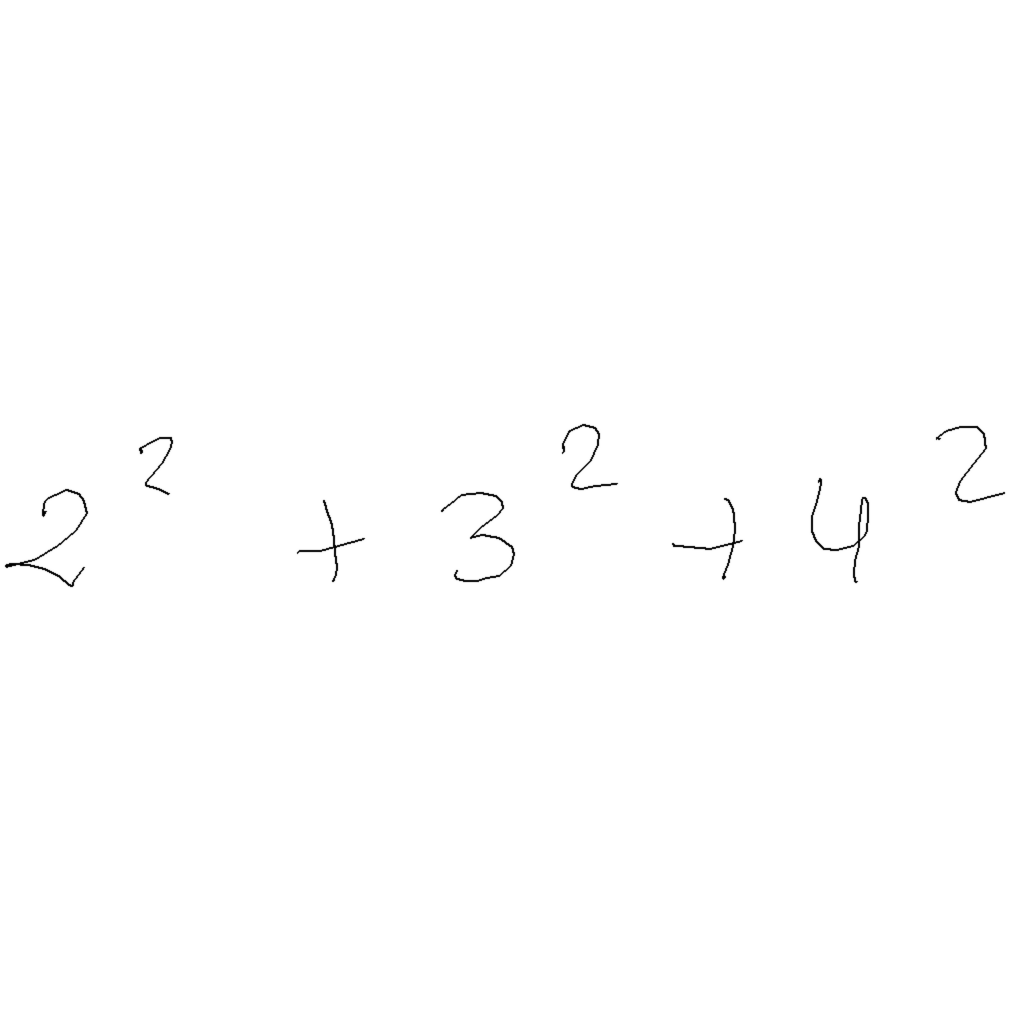 2² + 3² + 4²